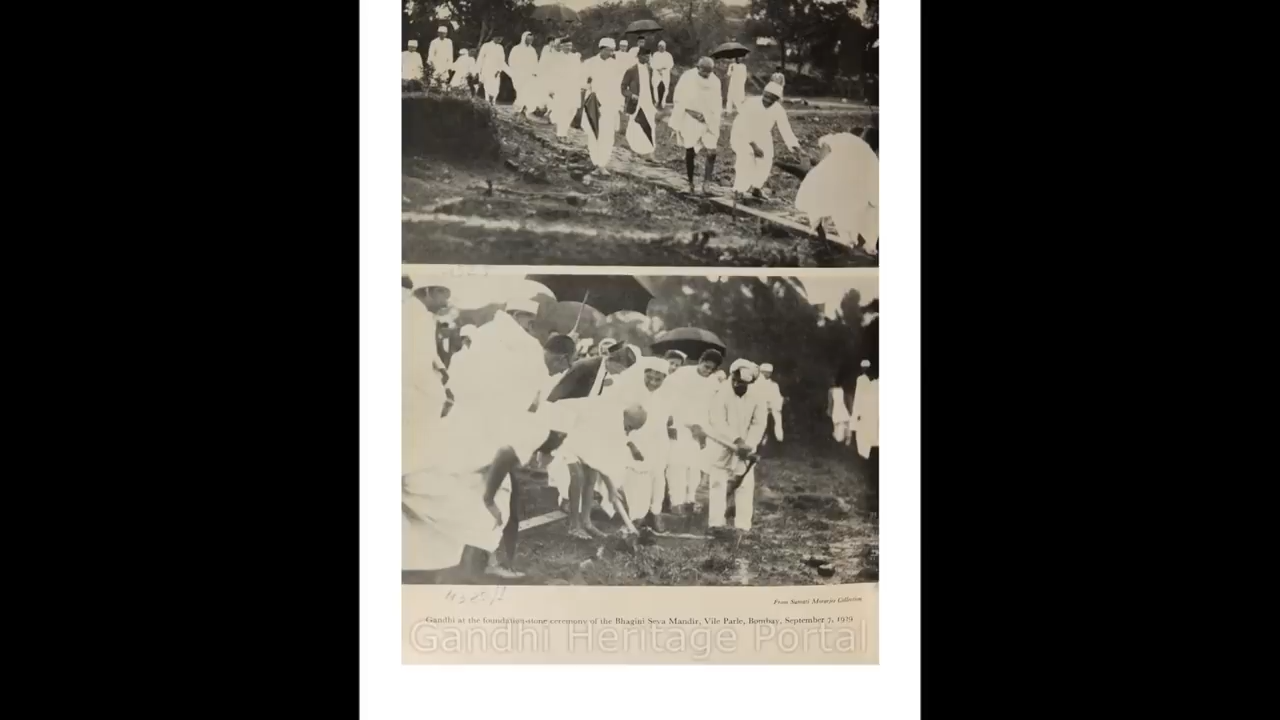 From Sumati Morarjee Collection
Gandhi at the foundation-stone ceremony of the Bhagini Seva Mandir, Vile Parle, Bombay, September 7, 1929
Gandhi Heritage Portal